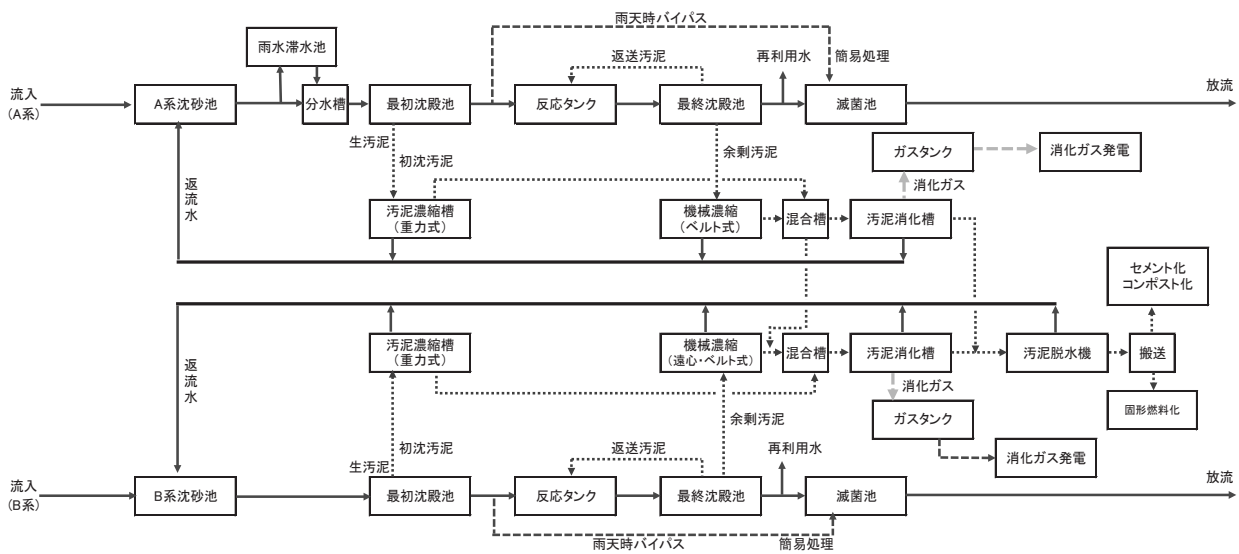 雨天時バイパス
雨水滞水池
返送汚泥
再利用水
簡易処理
流入
(A系)
A系沈砂池
分水槽
最初沈殿池
反応タンク
最終沈殿池
滅菌池
放流
生汚泥
初沈汚泥
余剰汚泥
ガスタンク
消化ガス発電
消化ガス
返流水
汚泥濃縮槽
(重力式)
機械濃縮
(ベルト式)
混合槽
汚泥消化槽
セメント化
コンポスト化
返流水
汚泥濃縮槽
(重力式)
機械濃縮
(遠心・ベルト式)
混合槽
汚泥消化槽
汚泥脱水機
搬送
消化ガス
固形燃料化
ガスタンク
余剰汚泥
初沈汚泥
生汚泥
返送汚泥
再利用水
消化ガス発電
流入
(B系)
B系沈砂池
最初沈殿池
反応タンク
最終沈殿池
滅菌池
放流
雨天時バイパス
簡易処理